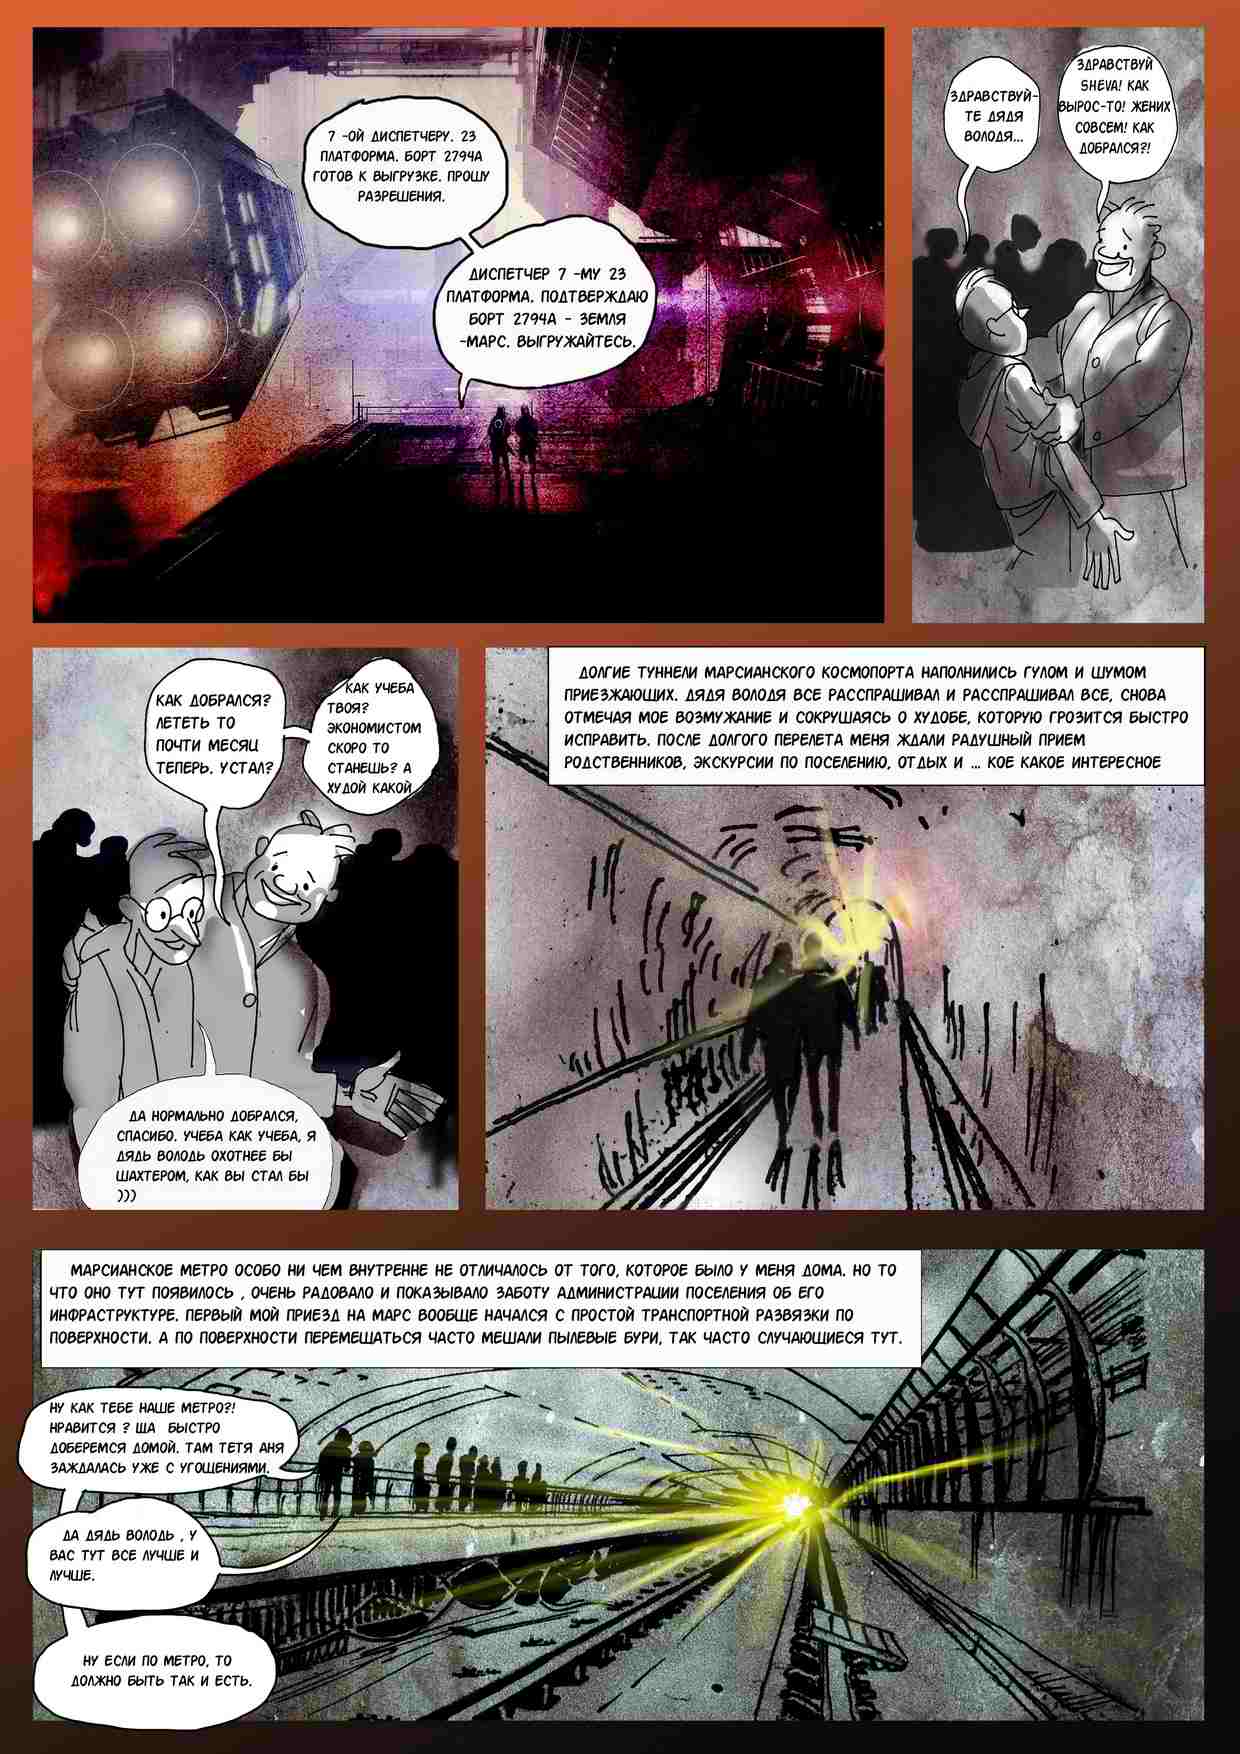 7 -ОЙ ДИСПЕТЧЕРУ. 23
ПЛАТФОРМА. БОРТ 2794А
ГОТОВ К ВЫГРУЗКЕ. ПРОШУ
РАЗРЕШЕНИЯ.
ДИСПЕТЧЕР 7 -МУ 23
ПЛАТФОРМА. ПОДТВЕРЖДАЮ
БОРТ 2794А - ЗЕМЛЯ
-МАРС. ВЫГРУЖАЙТЕСЬ.
ЗДРАВСТВУЙ-
ТЕ ДЯДЯ
ВОЛОДЯ...
ЗДРАВСТВУЙ
SHEVA! КАК
ВЫРОС-ТО! ЖЕНИХ
СОВСЕМ! КАК
ДОБРАЛСЯ?!
КАК ДОБРАЛСЯ?
ЛЕТЕТЬ ТО
ПОЧТИ МЕСЯЦ
ТЕПЕРЬ. УСТАЛ?
КАК УЧЕБА
ТВОЯ?
ЭКОНОМИСТОМ
СКОРО ТО
СТАНЕШЬ? А
ХУДОЙ КАКОЙ
ДА НОРМАЛЬНО ДОБРАЛСЯ,
СПАСИБО. УЧЕБА КАК УЧЕБА, Я
ДЯДЬ ВОЛОДЬ ОХОТНЕЕ БЫ
ШАХТЕРОМ, КАК ВЫ СТАЛ БЫ
)))
ДОЛГИЕ ТУННЕЛИ МАРСИАНСКОГО КОСМОПОРТА НАПОЛНИЛИСЬ ГУЛОМ И ШУМОМ
ПРИЕЗЖАЮЩИХ. ДЯДЯ ВОЛОДЯ ВСЕ РАССПРАШИВАЛ И РАССПРАШИВАЛ ВСЕ, СНОВА
ОТМЕЧАЯ МОЕ ВОЗМУЖАНИЕ И СОКРУШАЯСЬ О ХУДОБЕ, КОТОРУЮ ГРОЗИТСЯ БЫСТРО
ИСПРАВИТЬ. ПОСЛЕ ДОЛГОГО ПЕРЕЛЕТА МЕНЯ ЖДАЛИ РАДУШНЫЙ ПРИЕМ
РОДСТВЕННИКОВ, ЭКСКУРСИИ ПО ПОСЕЛЕНИЮ, ОТДЫХ И ... КОЕ КАКОЕ ИНТЕРЕСНОЕ
МАРСИАНСКОЕ МЕТРО ОСОБО НИ ЧЕМ ВНУТРЕННЕ НЕ ОТЛИЧАЛОСЬ ОТ ТОГО, КОТОРОЕ БЫЛО У МЕНЯ ДОМА. НО ТО
ЧТО ОНО ТУТ ПОЯВИЛОСЬ , ОЧЕНЬ РАДОВАЛО И ПОКАЗЫВАЛО ЗАБОТУ АДМИНИСТРАЦИИ ПОСЕЛЕНИЯ ОБ ЕГО
ИНФРАСТРУКТУРЕ. ПЕРВЫЙ МОЙ ПРИЕЗД НА МАРС ВООБЩЕ НАЧАЛСЯ С ПРОСТОЙ ТРАНСПОРТНОЙ РАЗВЯЗКИ ПО
ПОВЕРХНОСТИ. А ПО ПОВЕРХНОСТИ ПЕРЕМЕЩАТЬСЯ ЧАСТО МЕШАЛИ ПЫЛЕВЫЕ БУРИ, ТАК ЧАСТО СЛУЧАЮЩИЕСЯ ТУТ.
НУ КАК ТЕБЕ НАШЕ МЕТРО?!
НРАВИТСЯ ? ЩА БЫСТРО
ДОБЕРЕМСЯ ДОМОЙ. ТАМ ТЕТЯ АНЯ
ЗАЖДАЛАСЬ УЖЕ С УГОЩЕНИЯМИ.
ДА ДЯДЬ ВОЛОДЬ , У
ВАС ТУТ ВСЕ ЛУЧШЕ И
ЛУЧШЕ.
НУ ЕСЛИ ПО МЕТРО, ТО
ДОЛЖНО БЫТЬ ТАК И ЕСТЬ.